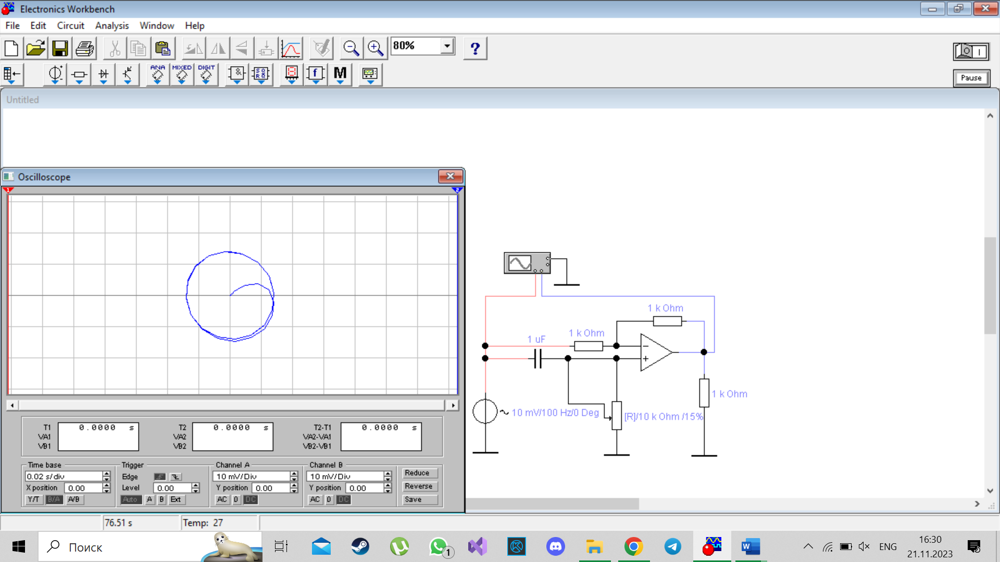 Electronics Workbench
File Edit Circuit Analysis Window Help
80%
?
ANA MIXED DIGIT
f M
Pause
Untitled
Oscilloscope
1 2
T1 0.0000 s T2 0.0000 s T2-T1 0.0000 s
VA1 VA2 VA2-VA1
VB1 VB2 VB2-VB1
Time base Trigger Channel A Channel B
0.02 s/div Edge 10 mV/Div 10 mV/Div Reduce
X position 0.00 Level 0.00 Y position 0.00 Y position 0.00 Reverse
Y/T B/A A/B Auto A B Ext AC 0 DC AC 0 DC Save
1 k Ohm
1 k Ohm
1 uF
1 k Ohm
10 mV/100 Hz/0 Deg
[R]/10 k Ohm /15%
76.51 s Temp: 27
Поиск
1
W
ENG
16:30
21.11.2023